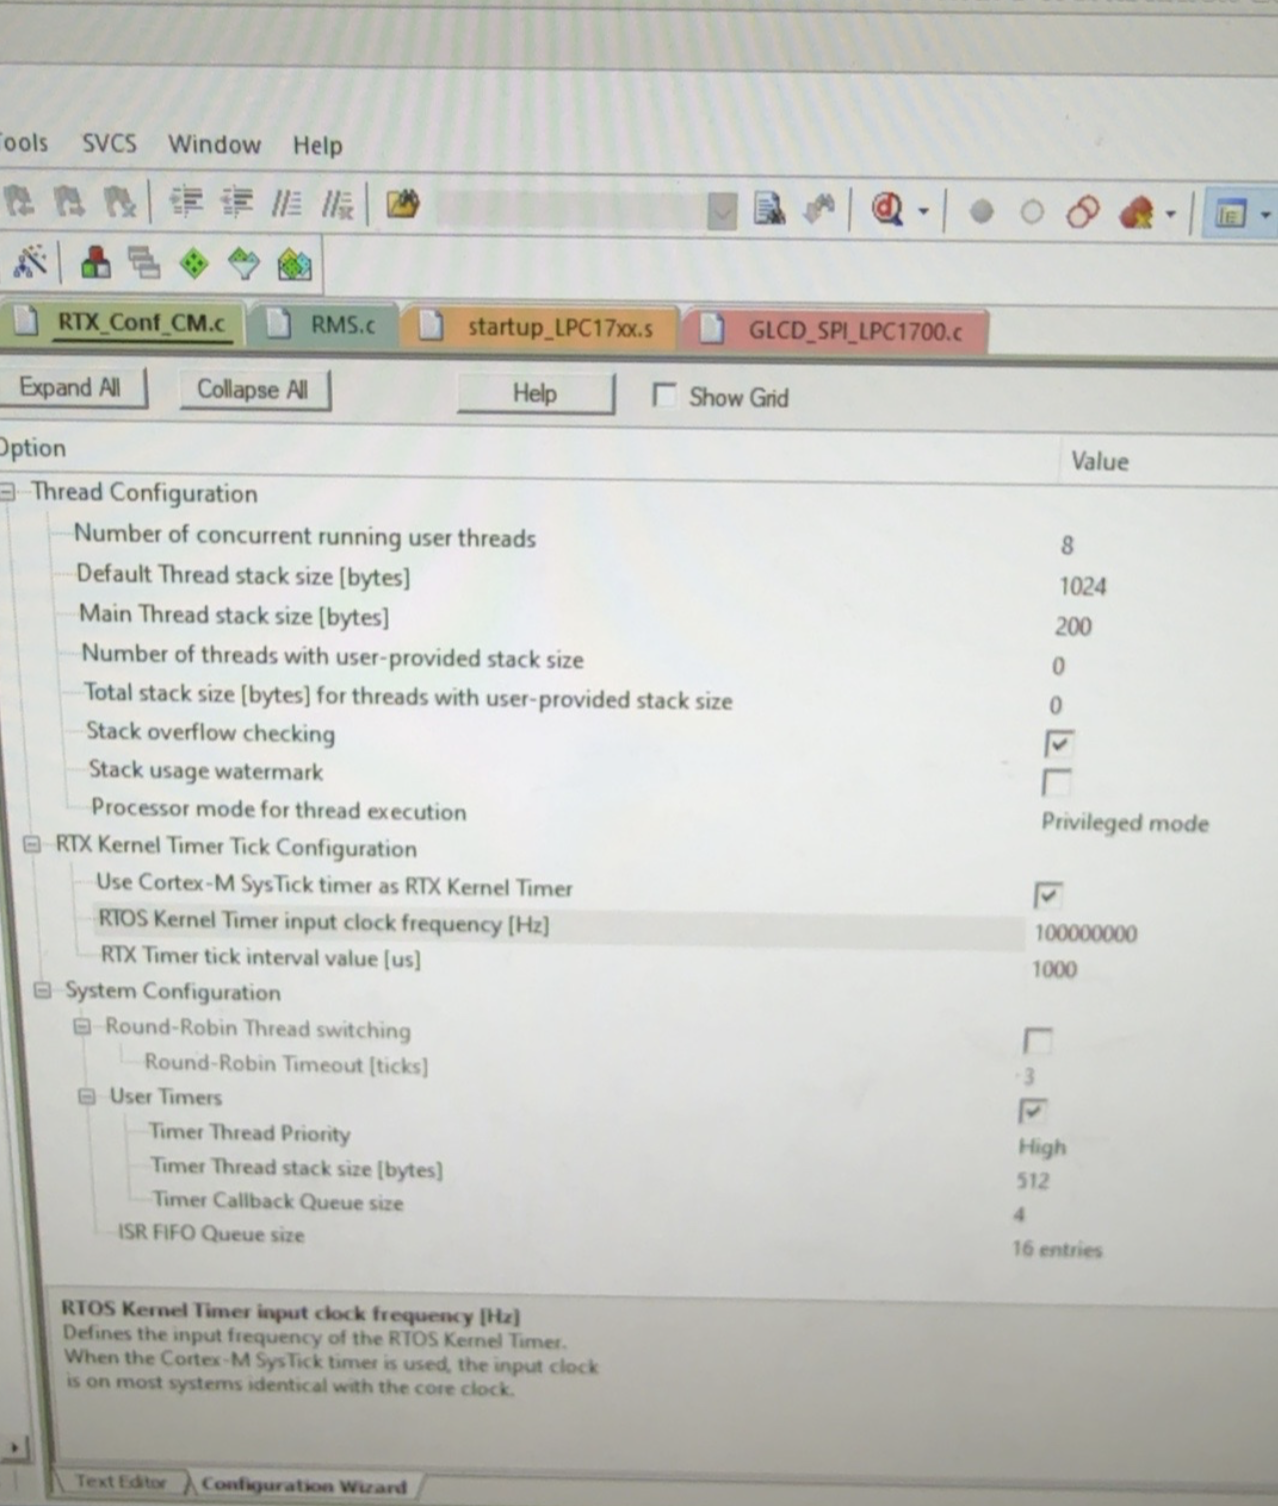 SVCS Window Help
RTX_Conf_CM.c RMS.c startup_LPC17xx.s GLCD_SPI_LPC1700.c
Expand All Collapse All Help Show Grid
Option Value
Thread Configuration
Number of concurrent running user threads 8
Default Thread stack size [bytes] 1024
Main Thread stack size [bytes] 200
Number of threads with user-provided stack size 0
Total stack size [bytes] for threads with user-provided stack size 0
Stack overflow checking
Stack usage watermark
Processor mode for thread execution Privileged mode
RTX Kernel Timer Tick Configuration
Use Cortex-M SysTick timer as RTX Kernel Timer
RTOS Kernel Timer input clock frequency [Hz] 100000000
RTX Timer tick interval value [us] 1000
System Configuration
Round-Robin Thread switching
Round-Robin Timeout [ticks] 3
User Timers
Timer Thread Priority High
Timer Thread stack size [bytes] 512
Timer Callback Queue size 4
ISR FIFO Queue size 16 entries
RTOS Kernel Timer input clock frequency [Hz]
Defines the input frequency of the RTOS Kernel Timer.
When the Cortex-M SysTick timer is used, the input clock
is on most systems identical with the core clock.
Text Editor Configuration Wizard